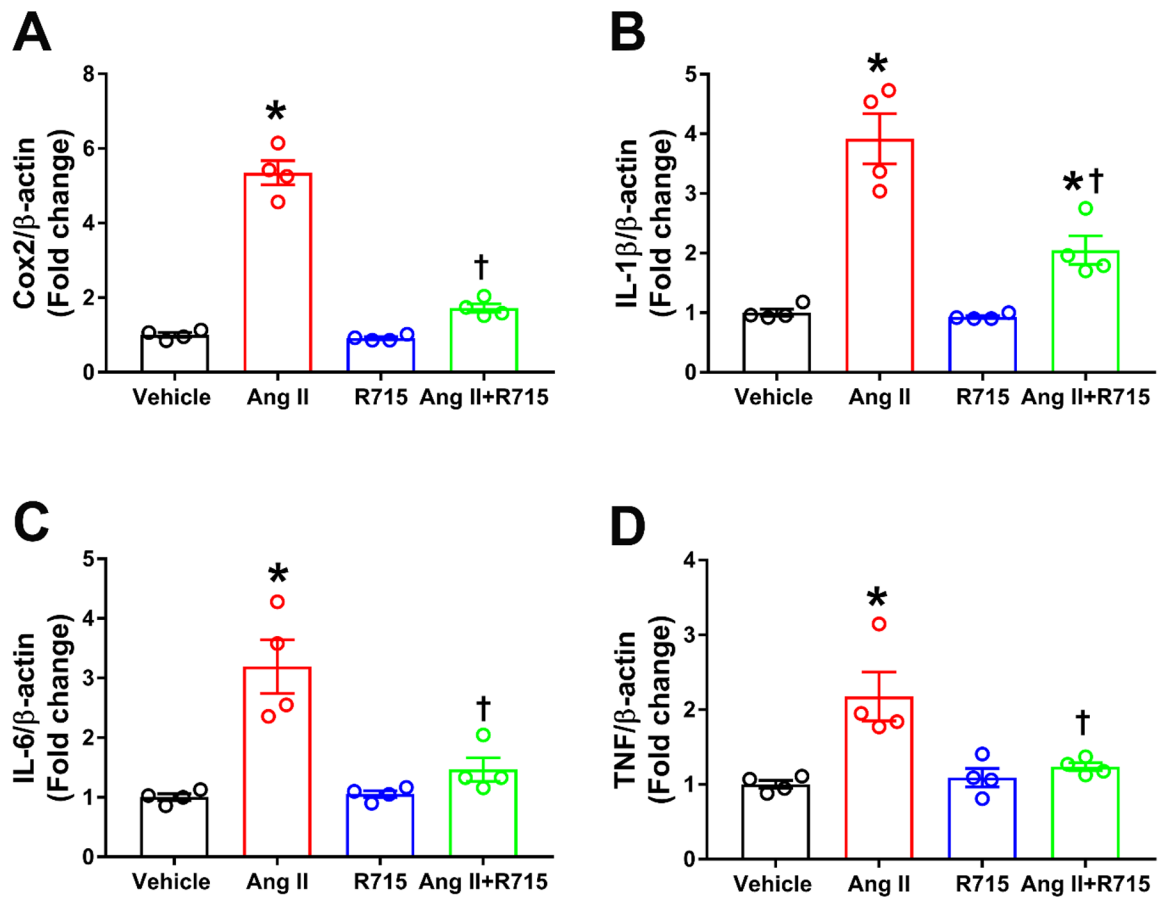 A
Cox2/β-actin
(Fold change)
8
6
4
2
0
*
†
Vehicle Ang II R715 Ang II+R715
B
IL-1β/β-actin
(Fold change)
5
4
3
2
1
0
*
*†
Vehicle Ang II R715 Ang II+R715
C
IL-6/β-actin
(Fold change)
5
4
3
2
1
0
*
†
Vehicle Ang II R715 Ang II+R715
D
TNF/β-actin
(Fold change)
4
3
2
1
0
*
†
Vehicle Ang II R715 Ang II+R715